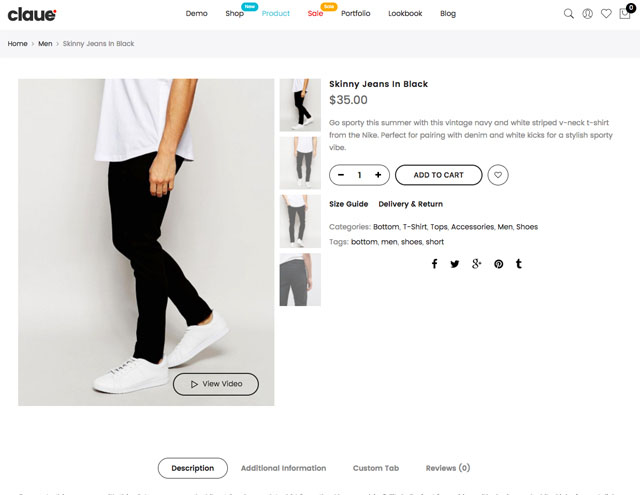 claue
Demo Shop New Product Sale Sale Portfolio Lookbook Blog 0
Home > Men > Skinny Jeans In Black
Skinny Jeans In Black
$35.00
Go sporty this summer with this vintage navy and white striped v-neck t-shirt
from the Nike. Perfect for pairing with denim and white kicks for a stylish sporty
vibe.
- 1 + ADD TO CART
Size Guide Delivery & Return
Categories: Bottom, T-Shirt, Tops, Accessories, Men, Shoes
Tags: bottom, men, shoes, short
View Video
Description Additional Information Custom Tab Reviews (0)